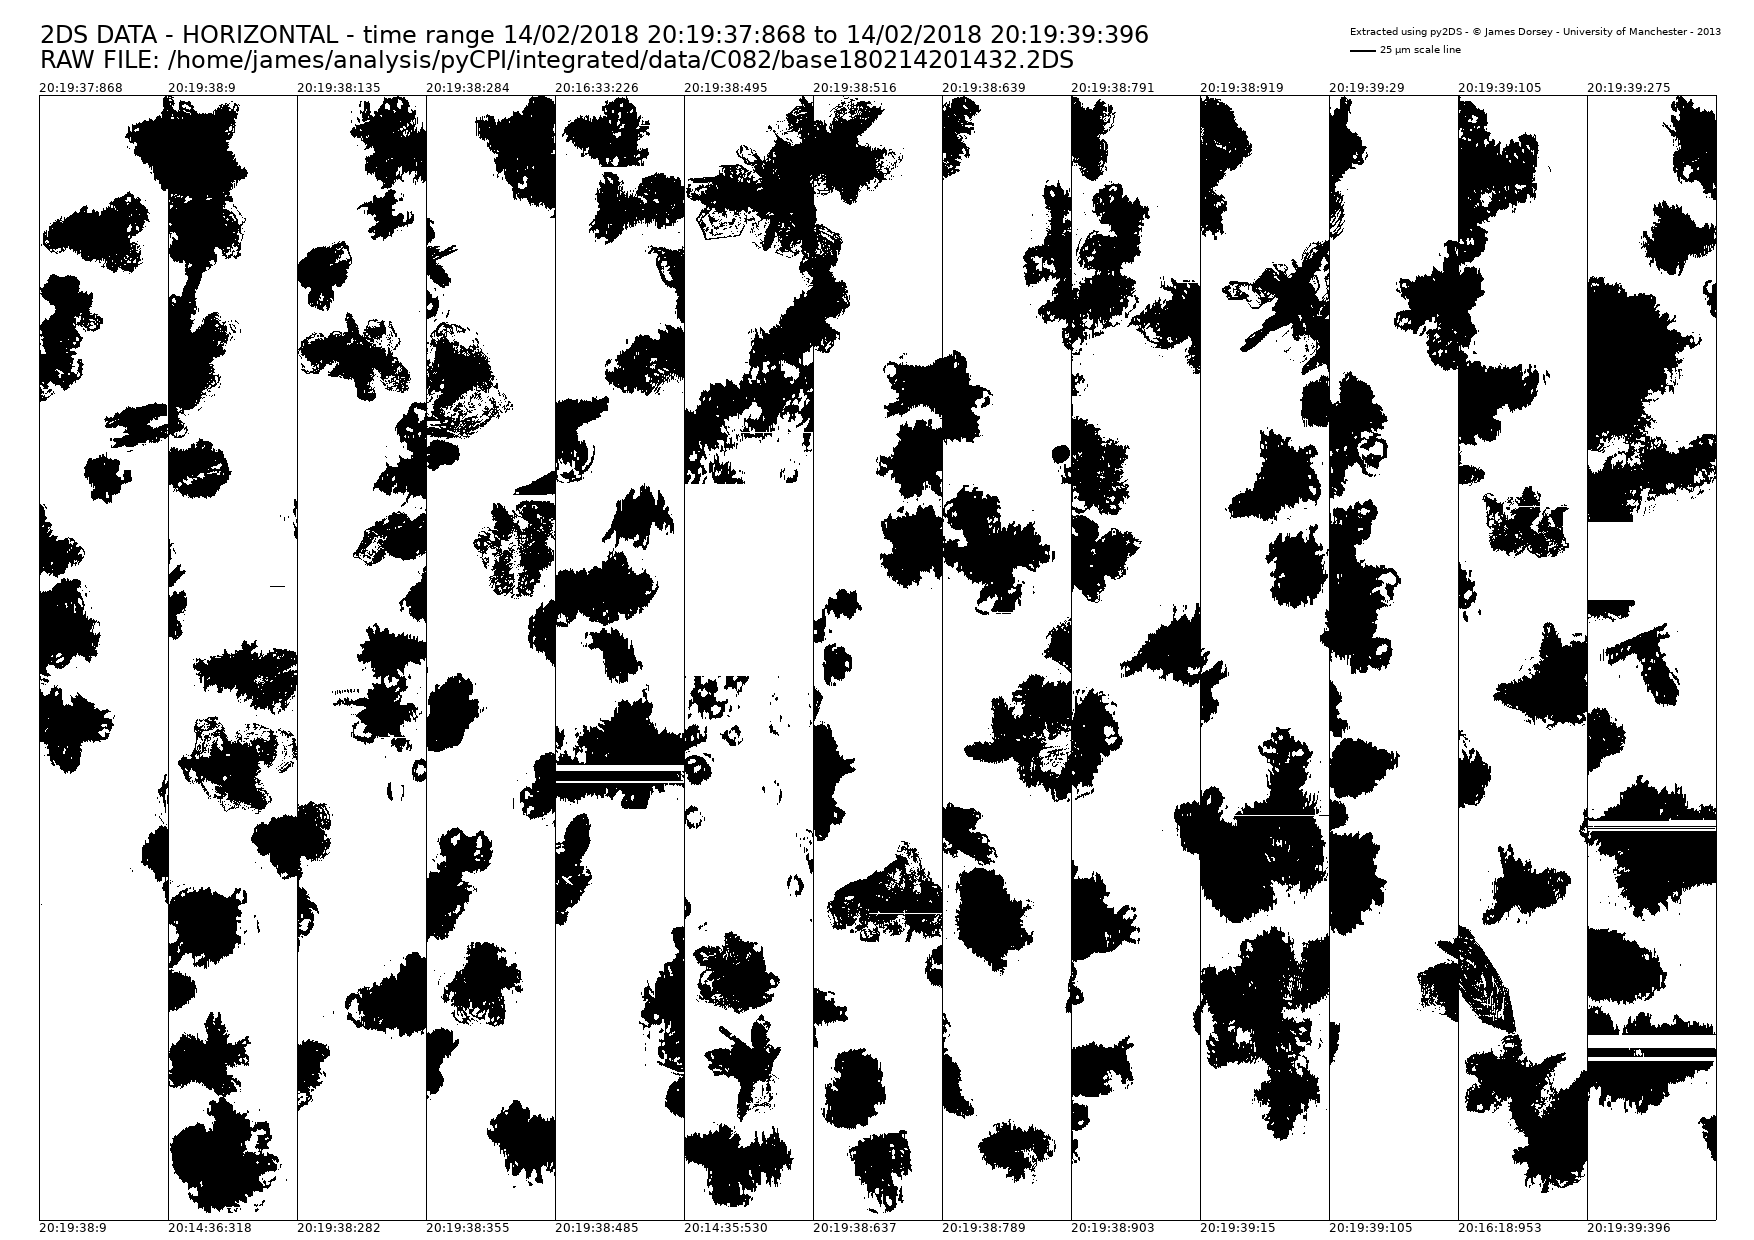 2DS DATA - HORIZONTAL - time range 14/02/2018 20:19:37:868 to 14/02/2018 20:19:39:396
RAW FILE: /home/james/analysis/pyCPI/integrated/data/C082/base180214201432.2DS
Extracted using py2DS - © James Dorsey - University of Manchester - 2013
25 µm scale line
20:19:37:868 20:19:38:9 20:19:38:135 20:19:38:284 20:16:33:226 20:19:38:495 20:19:38:516 20:19:38:639 20:19:38:791 20:19:38:919 20:19:39:29 20:19:39:105 20:19:39:275
20:19:38:9 20:14:36:318 20:19:38:282 20:19:38:355 20:19:38:485 20:14:35:530 20:19:38:637 20:19:38:789 20:19:38:903 20:19:39:15 20:19:39:105 20:16:18:953 20:19:39:396